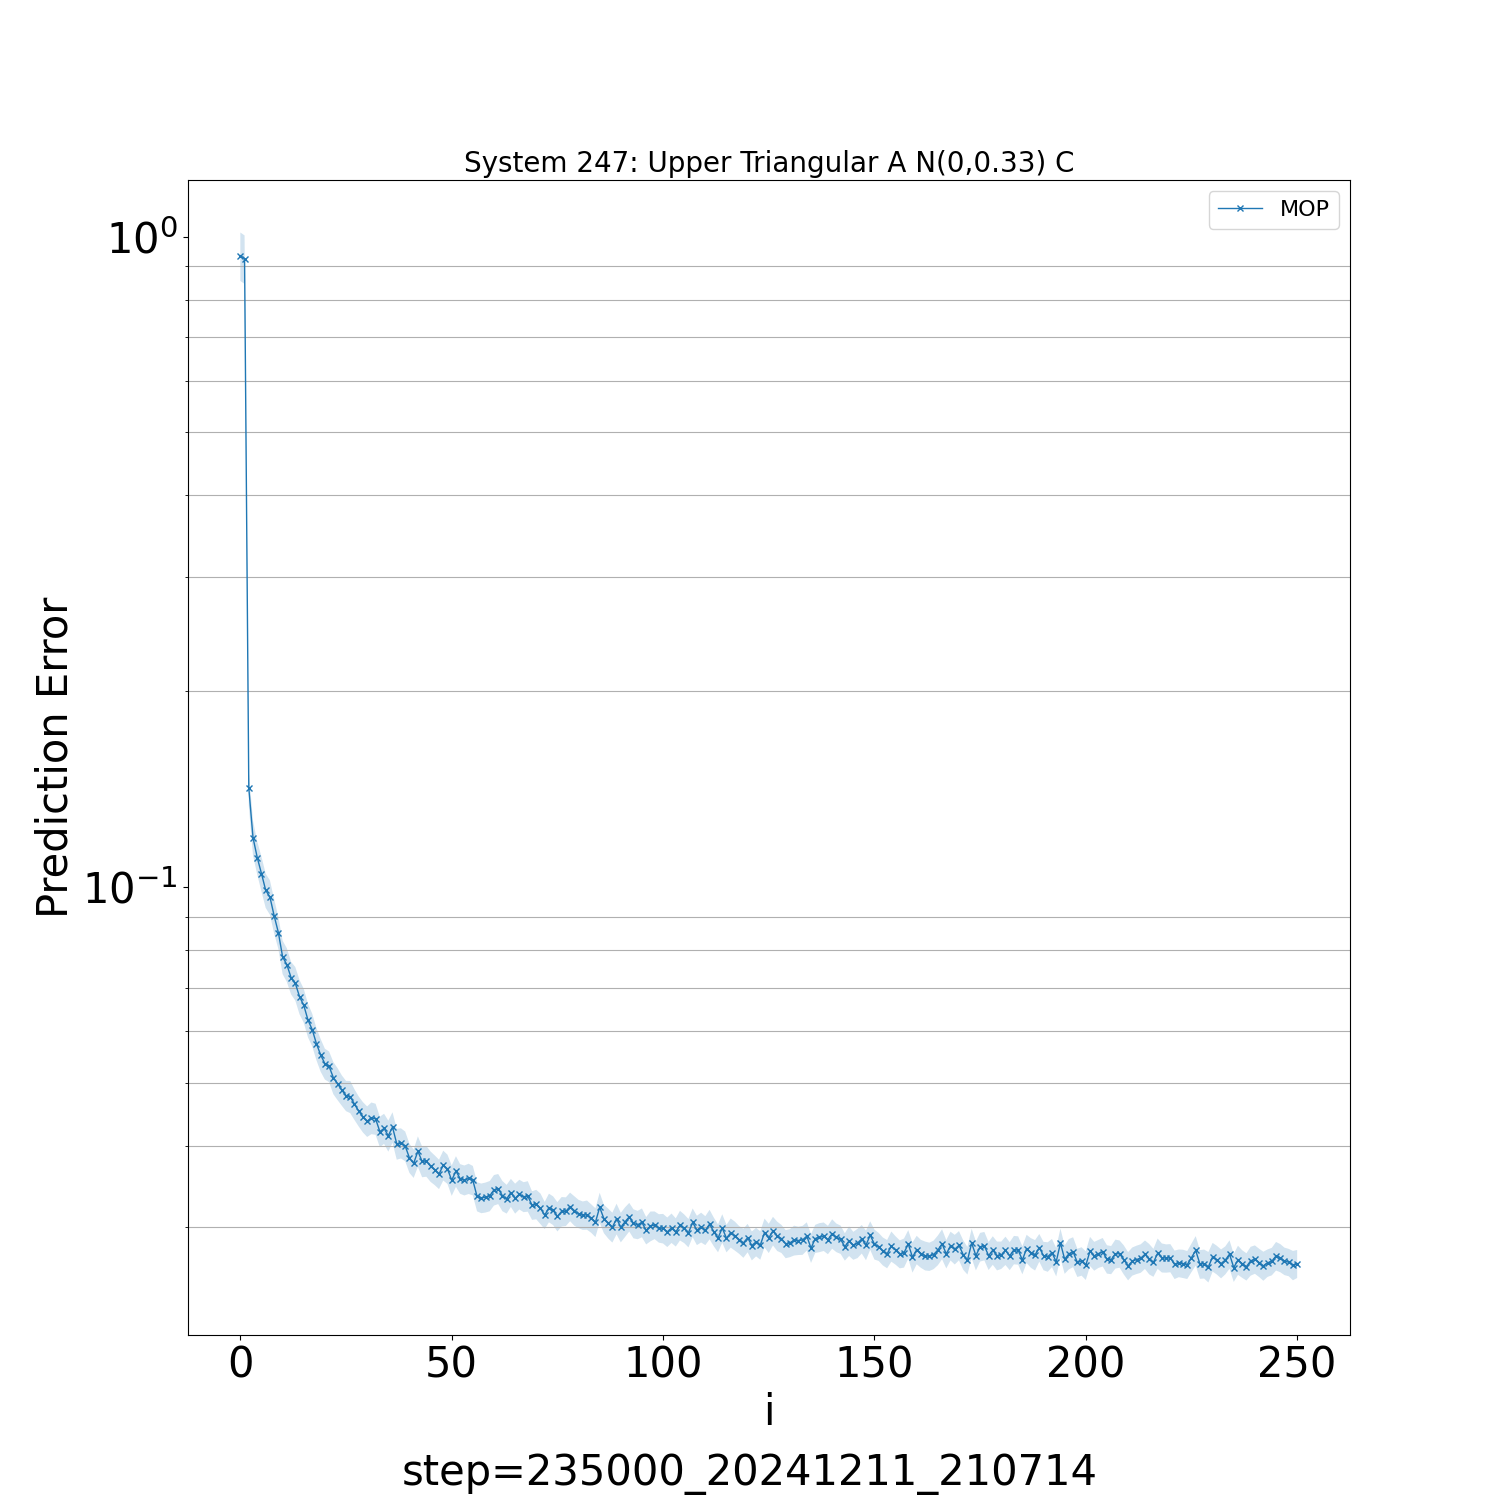 System 247: Upper Triangular A N(0,0.33) C
MOP
10⁰
10⁻¹
Prediction Error
0 50 100 150 200 250
i
step=235000_20241211_210714